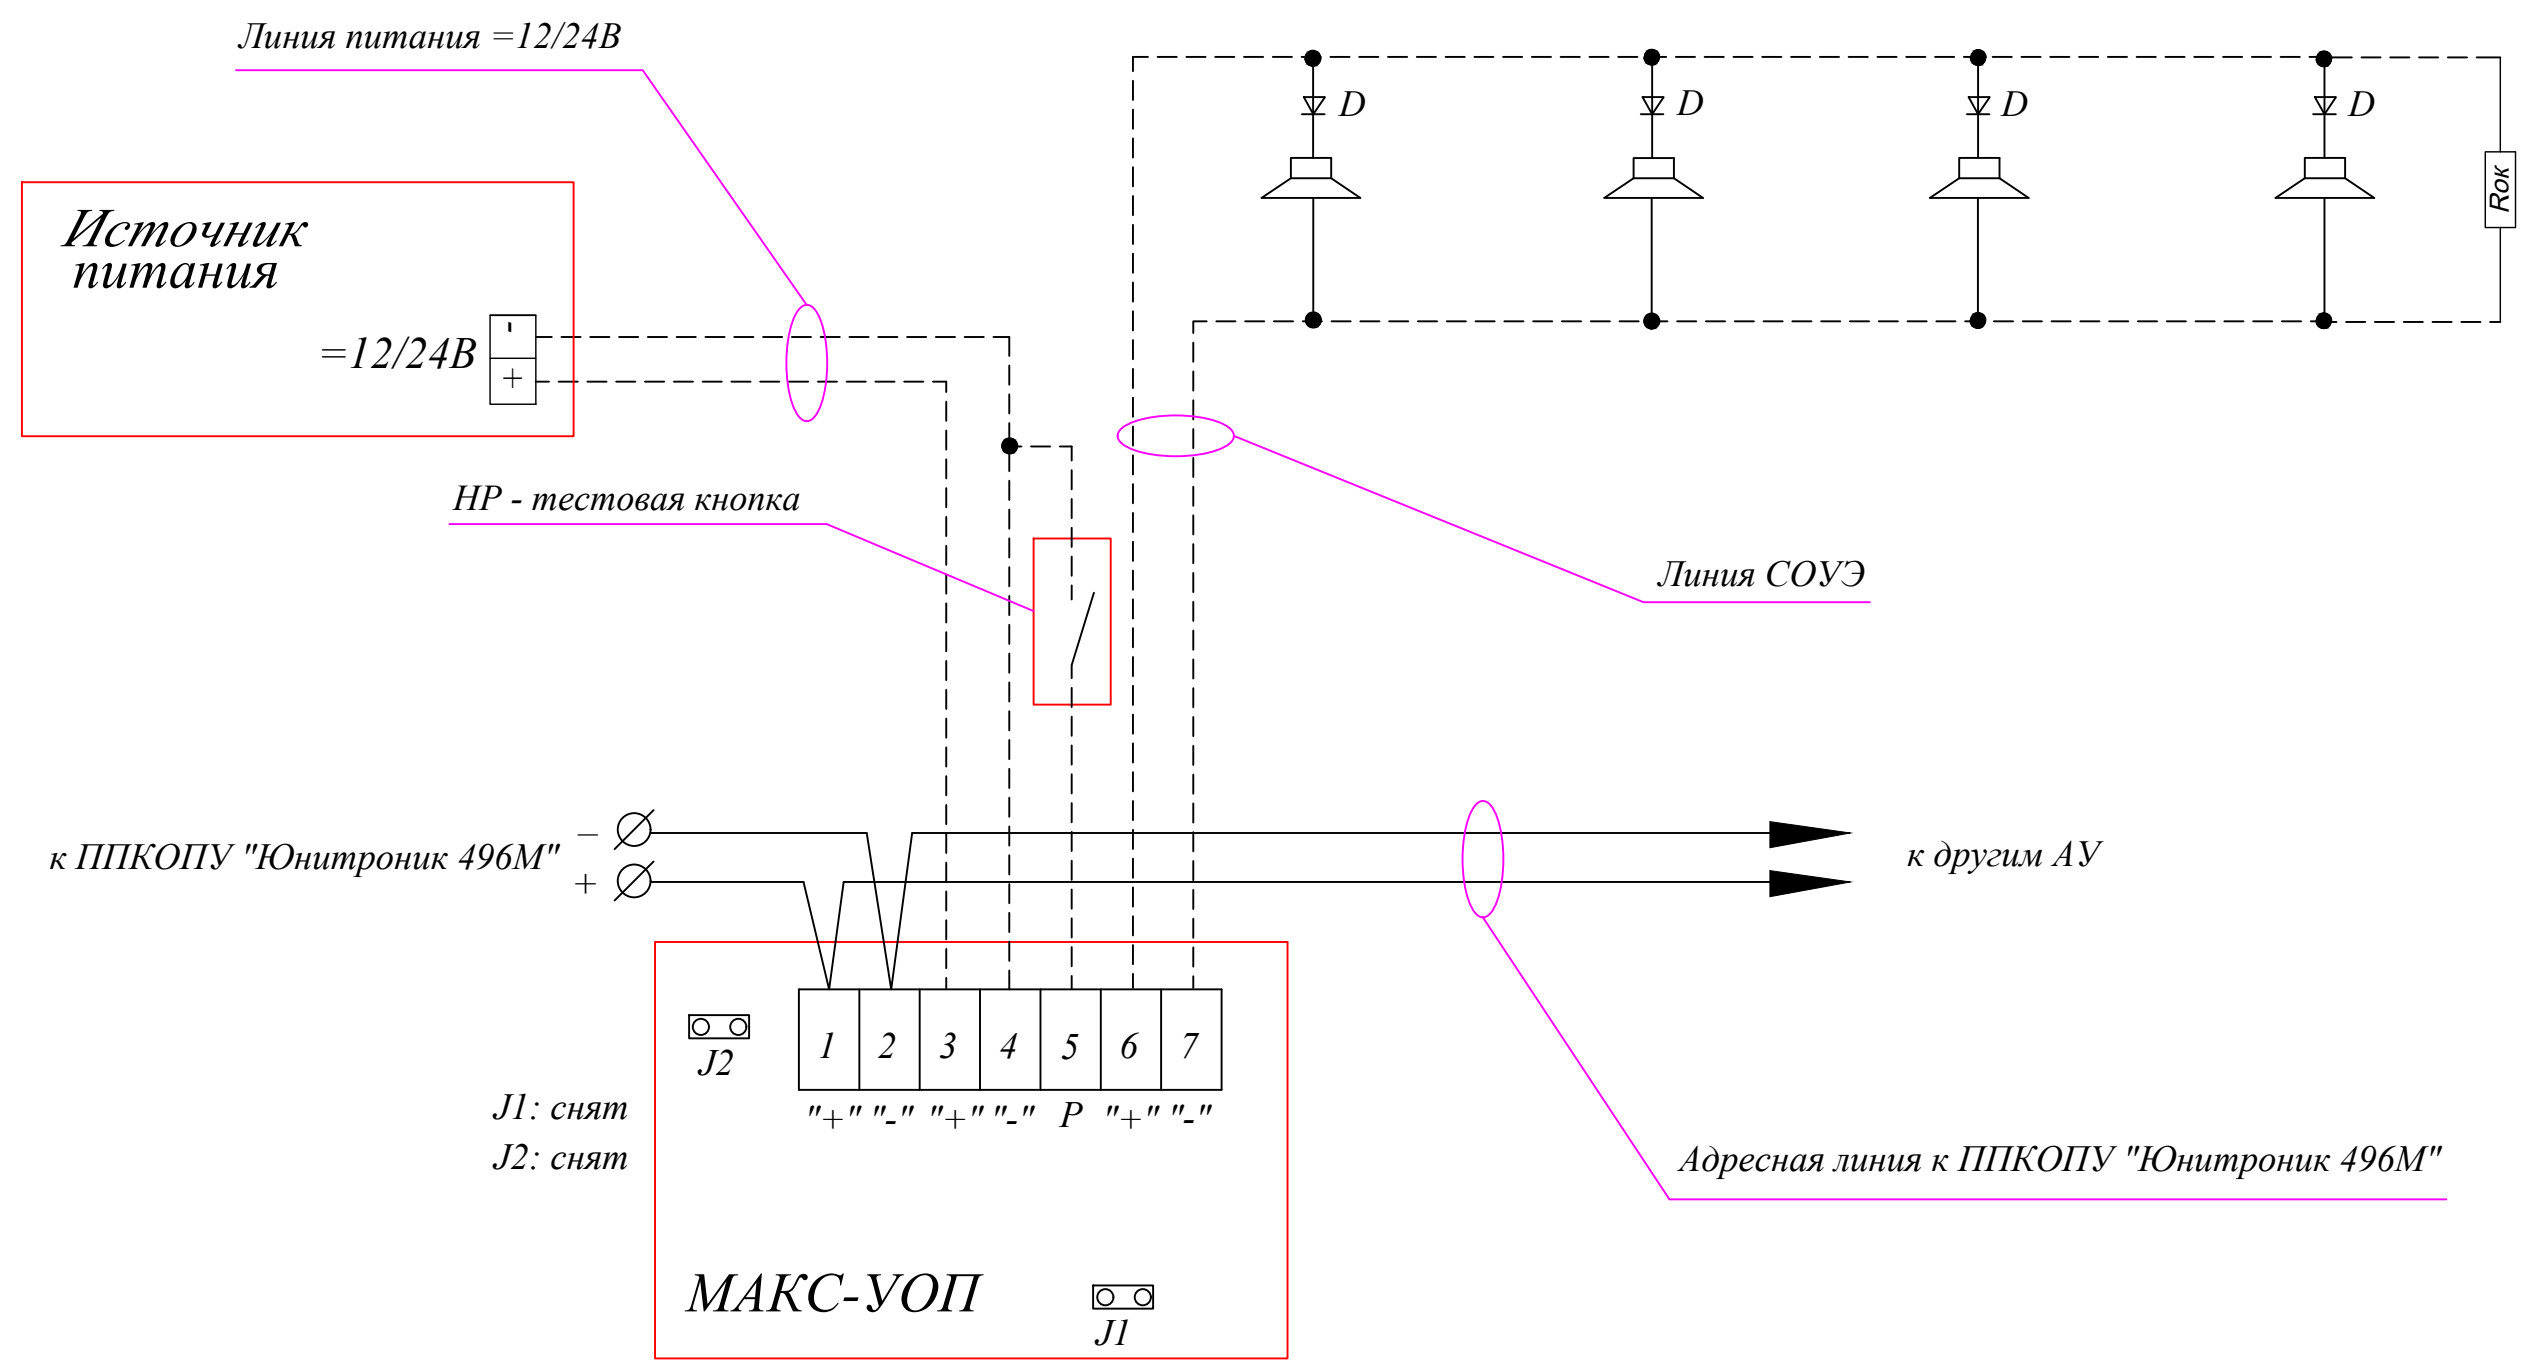 Линия питания =12/24В
D
D
D
D
Rок
Источник
питания
=12/24В
-
+
НР - тестовая кнопка
Линия СОУЭ
к ППКОПУ "Юнитроник 496М"
–
+
к другим АУ
J2
1 2 3 4 5 6 7
"+" "-" "+" "-" Р "+" "-"
J1: снят
J2: снят
Адресная линия к ППКОПУ "Юнитроник 496М"
МАКС-УОП
J1